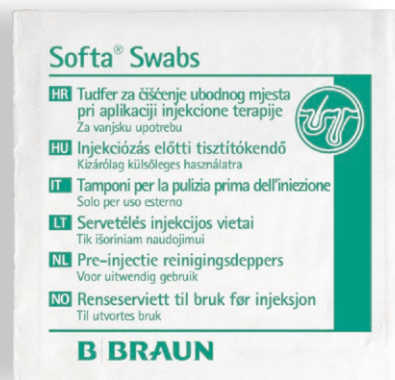 Softa® Swabs
HR Tudfer za čišćenje ubodnog mjesta
pri aplikaciji injekcione terapije
Za vanjsku upotrebu
HU Injekciózás előtti tisztítókendő
Kizárólag külsőleges használatra
IT Tamponi per la pulizia prima dell'iniezione
Solo per uso esterno
LT Servetėlės injekcijos vietai
Tik išoriniam naudojimui
NL Pre-injectie reinigingsdeppers
Voor uitwendig gebruik
NO Renseserviett til bruk før injeksjon
Til utvortes bruk
B BRAUN